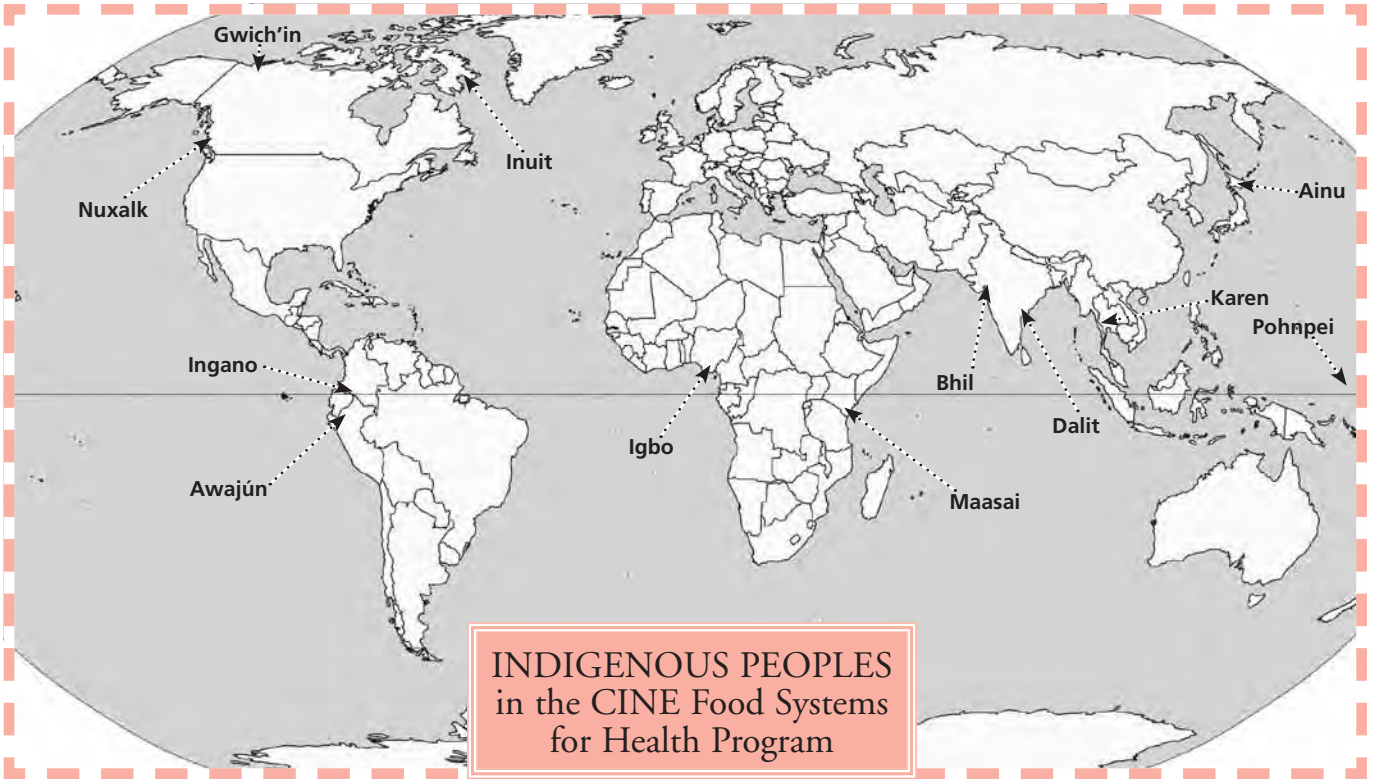 Gwich’in
Inuit
Nuxalk
Ainu
Karen
Pohnpei
Ingano
Bhil
Dalit
Igbo
Awajún
Maasai
INDIGENOUS PEOPLES
in the CINE Food Systems
for Health Program